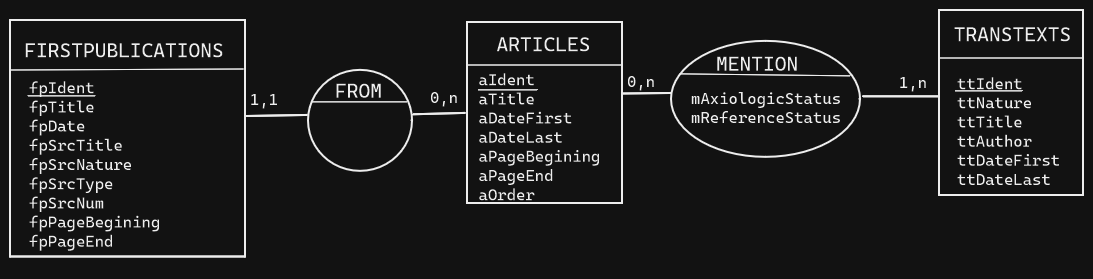 FIRSTPUBLICATIONS
fpIdent
fpTitle
fpDate
fpSrcTitle
fpSrcNature
fpSrcType
fpSrcNum
fpPageBegining
fpPageEnd
1,1
FROM
0,n
ARTICLES
aIdent
aTitle
aDateFirst
aDateLast
aPageBegining
aPageEnd
aOrder
0,n
MENTION
mAxiologicStatus
mReferenceStatus
1,n
TRANSTEXTS
ttIdent
ttNature
ttTitle
ttAuthor
ttDateFirst
ttDateLast